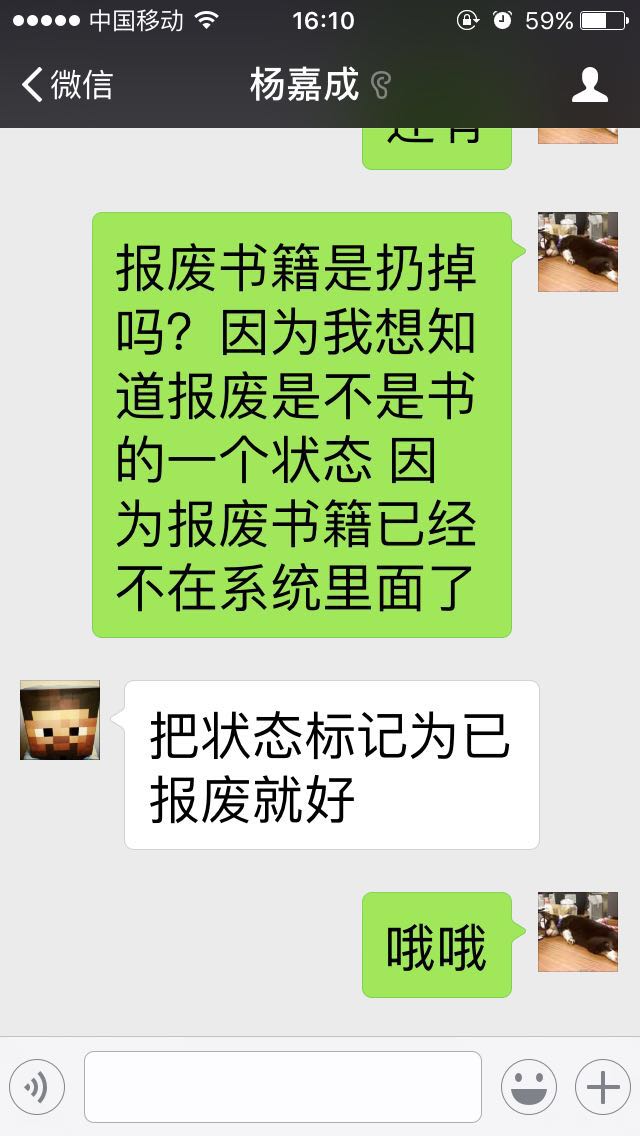 中国移动 16:10 59%
微信 杨嘉成
还有
报废书籍是扔掉
吗？因为我想知
道报废是不是书
的一个状态 因
为报废书籍已经
不在系统里面了
把状态标记为已
报废就好
哦哦